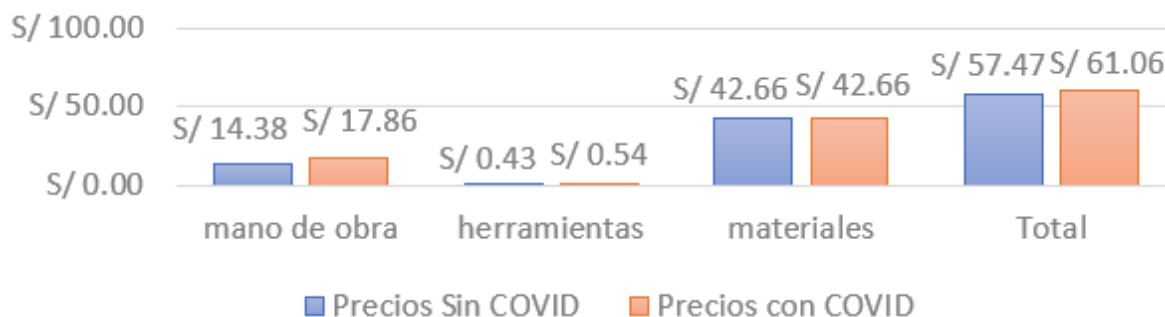 S/ 100.00
S/ 57.47 S/ 61.06
S/ 42.66 S/ 42.66
S/ 50.00
S/ 14.38 S/ 17.86
S/ 0.43 S/ 0.54
S/ 0.00
mano de obra herramientas materiales Total
Precios Sin COVID Precios con COVID